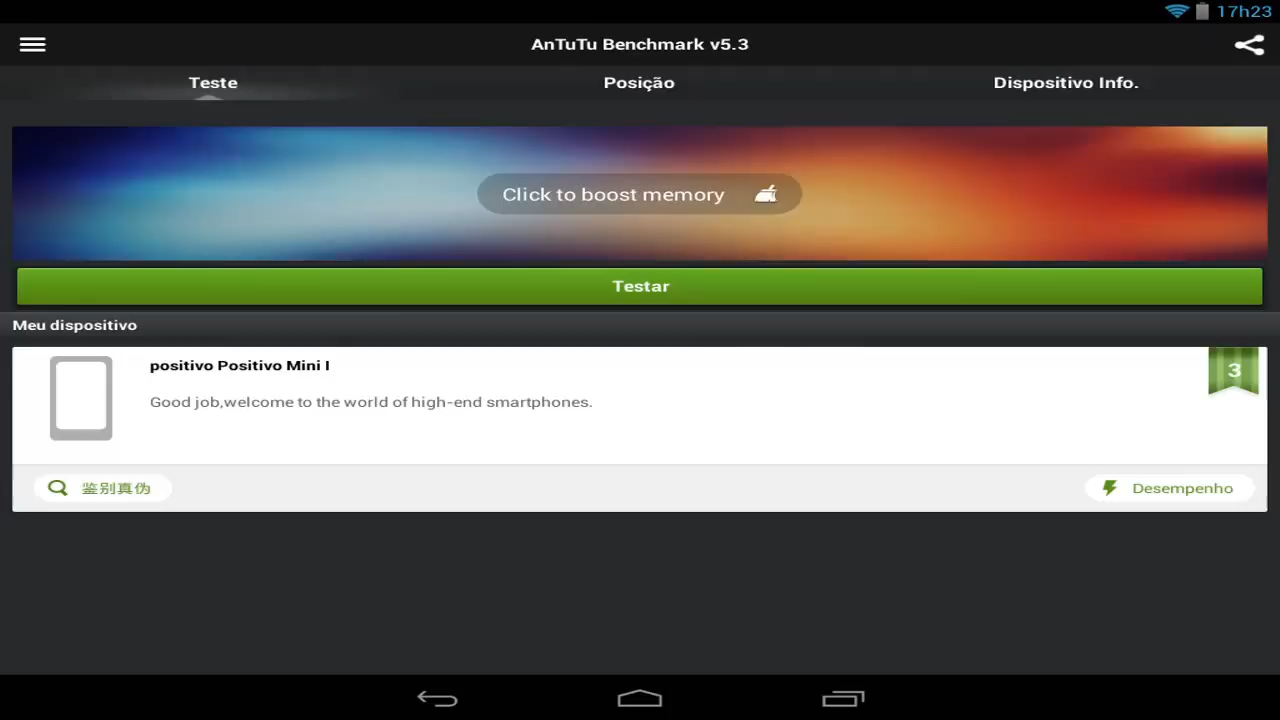 17h23
AnTuTu Benchmark v5.3
Teste
Posição
Dispositivo Info.
Click to boost memory
Testar
Meu dispositivo
positivo Positivo Mini I
3
Good job,welcome to the world of high-end smartphones.
鉴别真伪
Desempenho